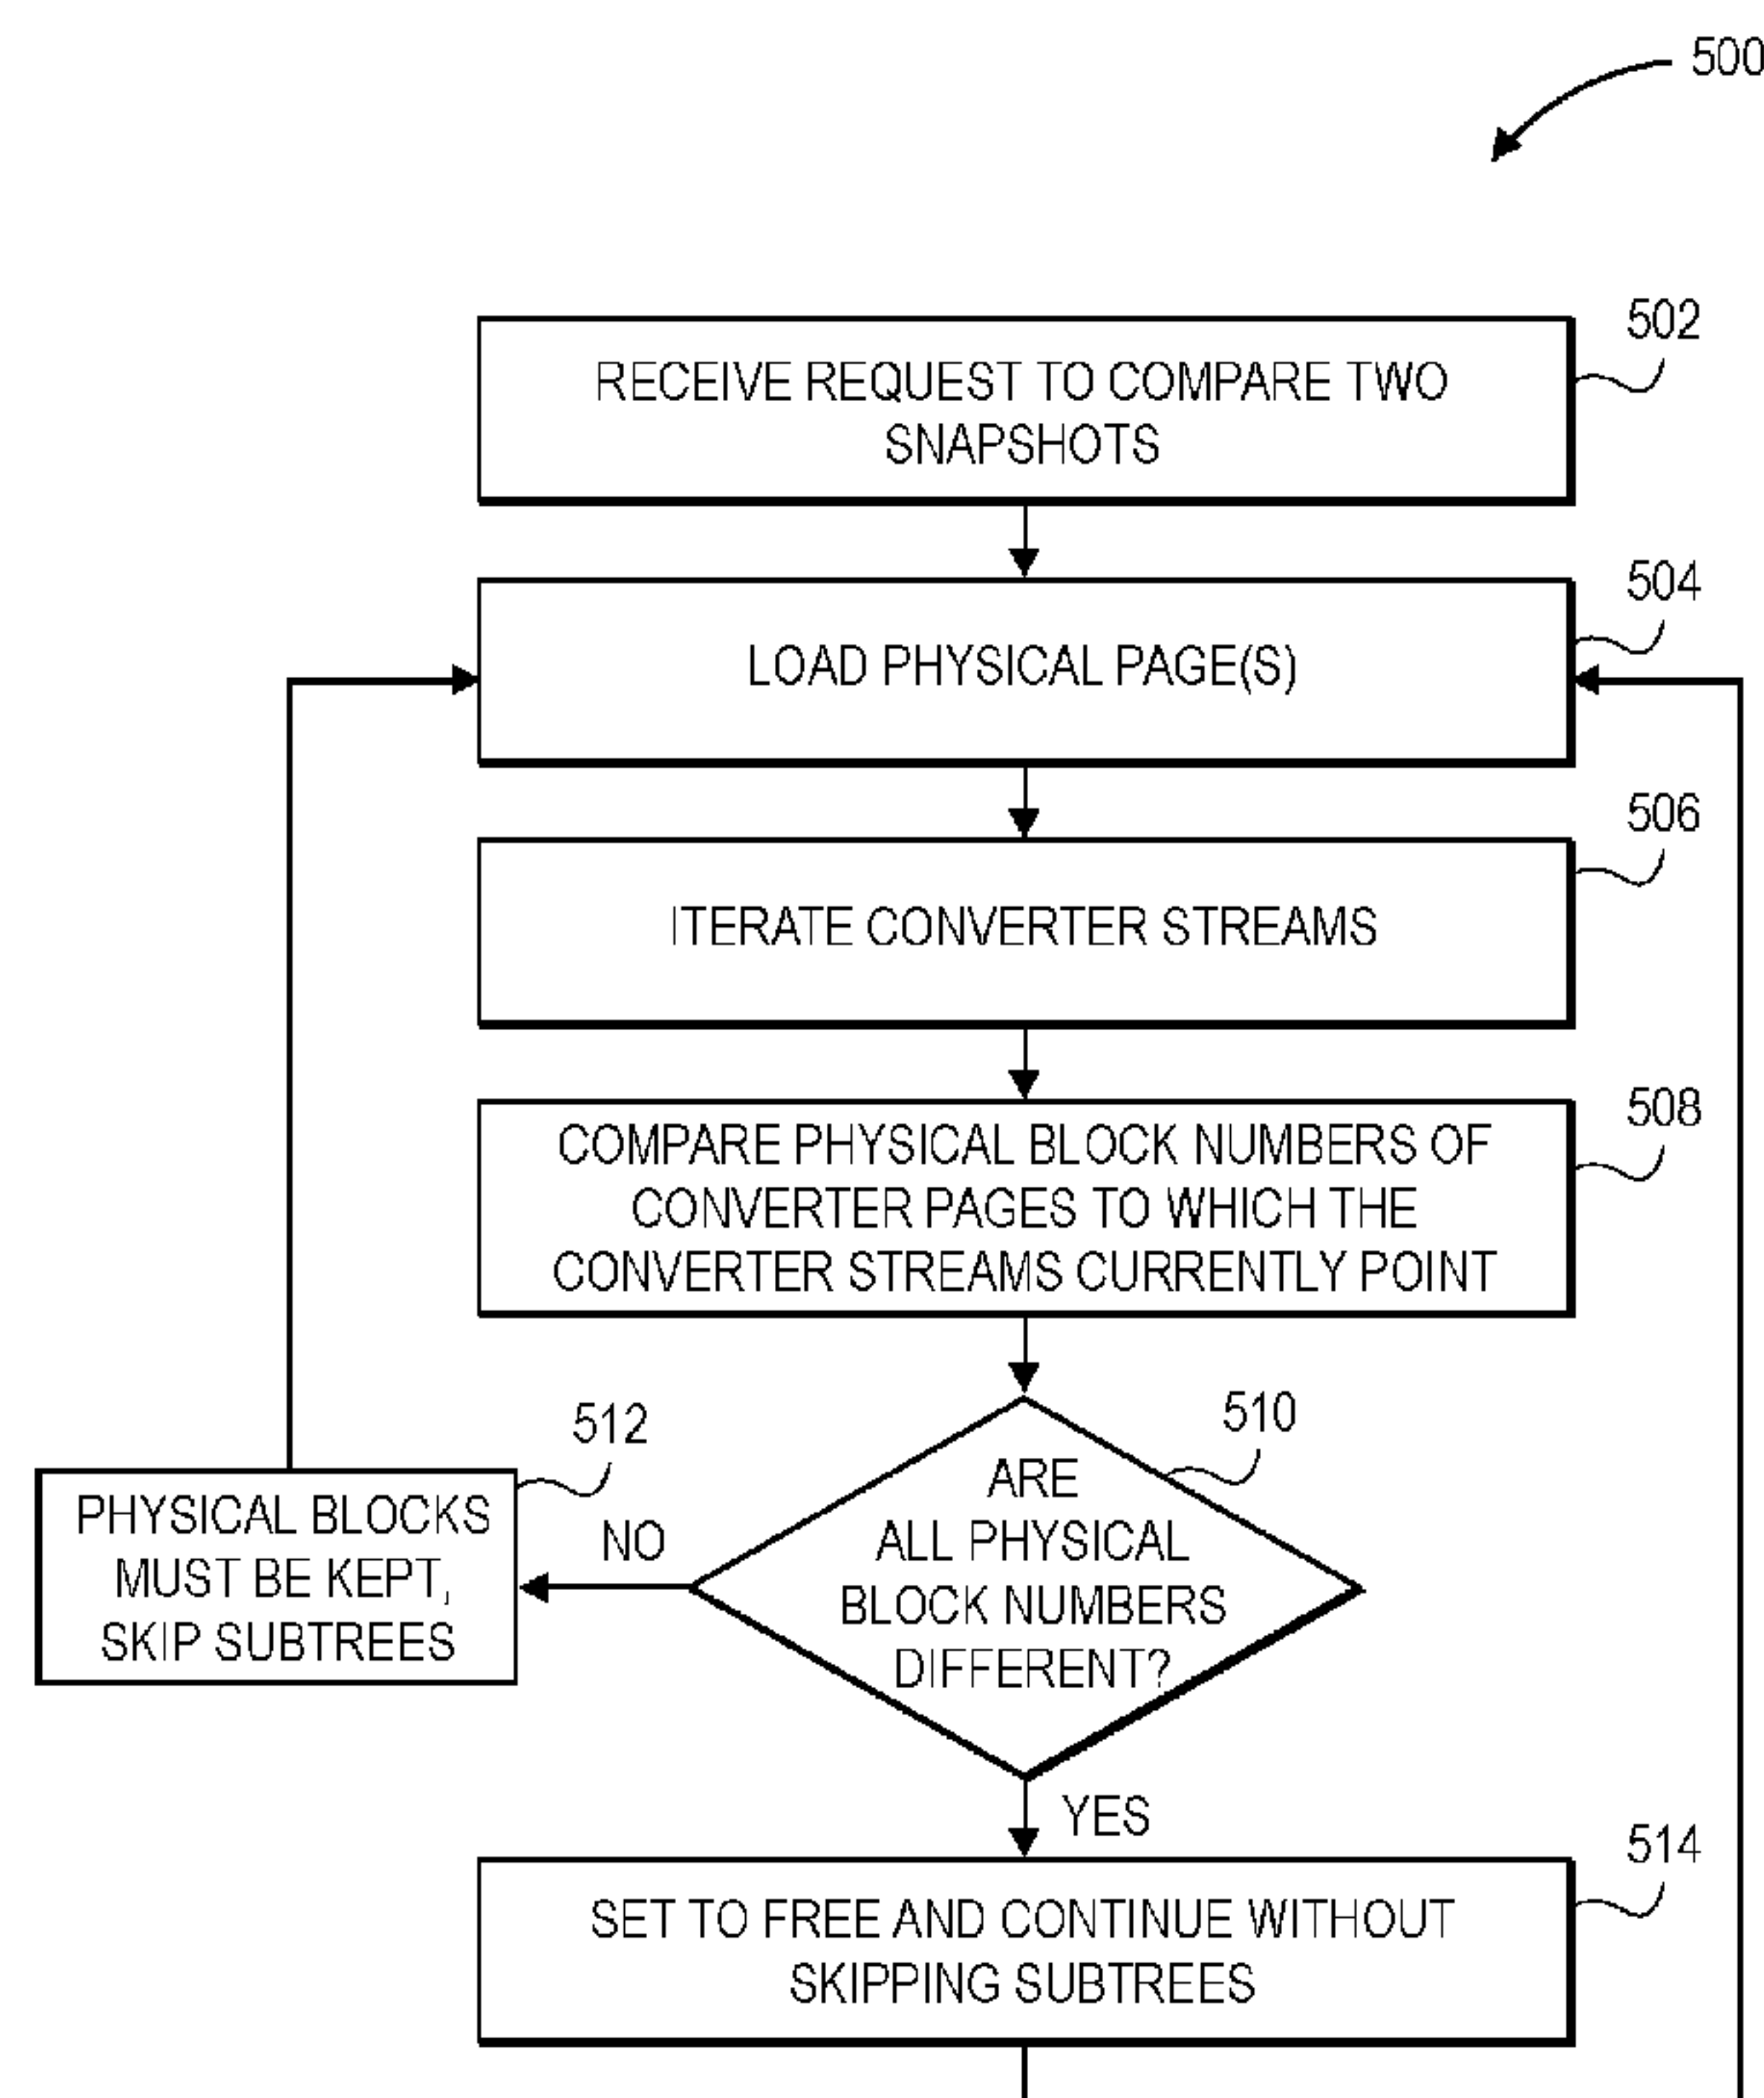 500
502
RECEIVE REQUEST TO COMPARE TWO
SNAPSHOTS
504
LOAD PHYSICAL PAGE(S)
506
ITERATE CONVERTER STREAMS
508
COMPARE PHYSICAL BLOCK NUMBERS OF
CONVERTER PAGES TO WHICH THE
CONVERTER STREAMS CURRENTLY POINT
510
ARE
ALL PHYSICAL
BLOCK NUMBERS
DIFFERENT?
NO
512
PHYSICAL BLOCKS
MUST BE KEPT,
SKIP SUBTREES
YES
514
SET TO FREE AND CONTINUE WITHOUT
SKIPPING SUBTREES